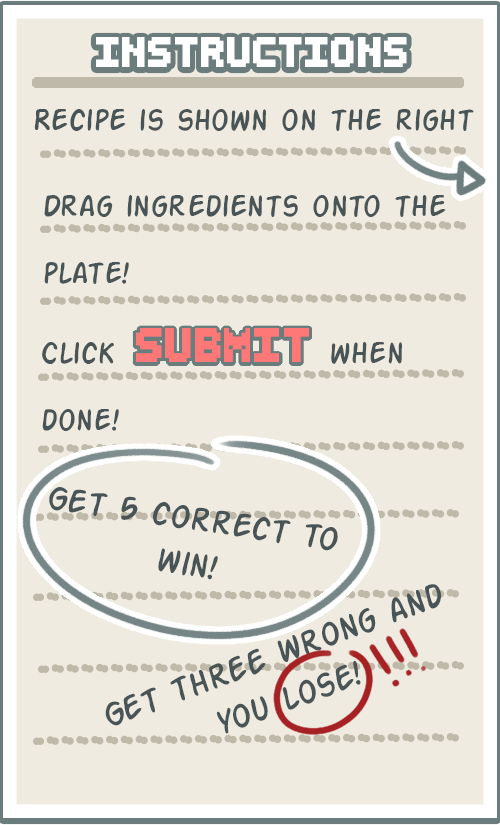 INSTRUCTIONS
RECIPE IS SHOWN ON THE RIGHT
DRAG INGREDIENTS ONTO THE
PLATE!
CLICK SUBMIT WHEN
DONE!
GET 5 CORRECT TO
WIN!
GET THREE WRONG AND
YOU LOSE! !!!